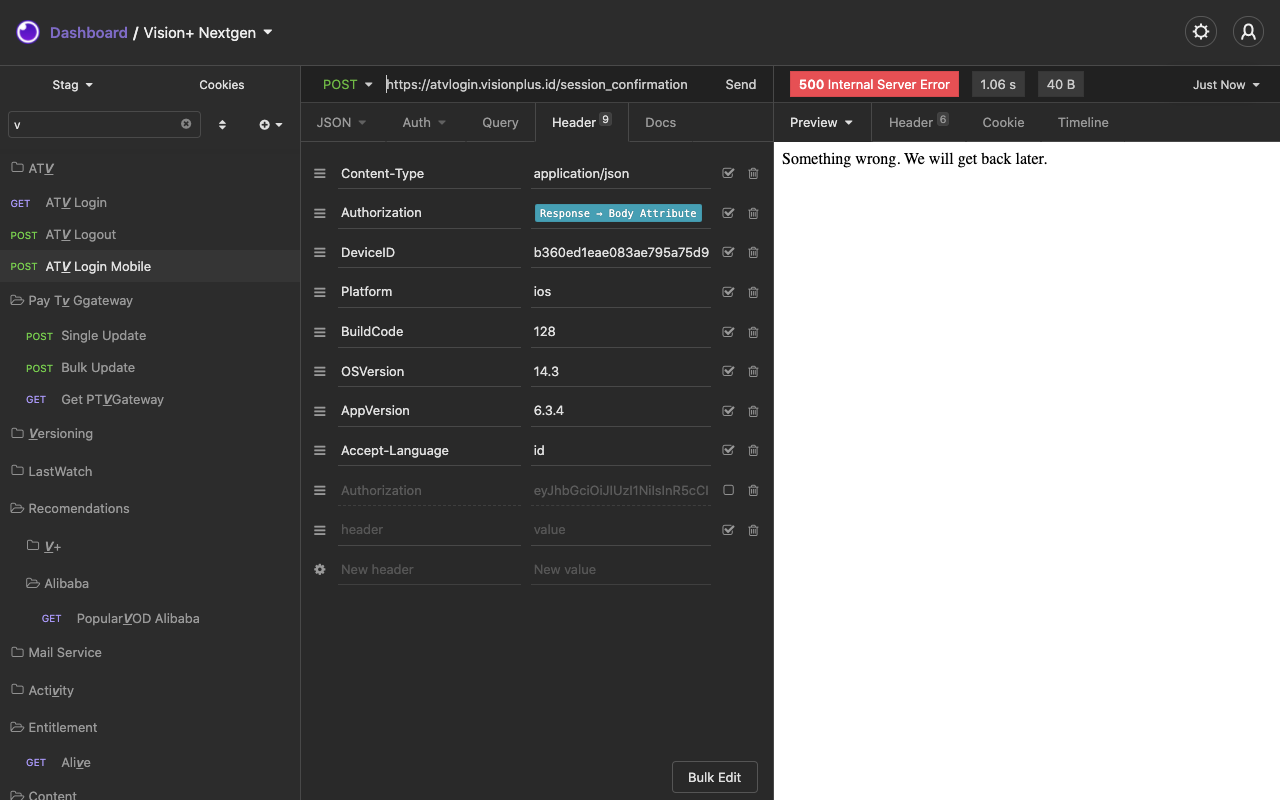 Dashboard / Vision+ Nextgen
Stag
Cookies
v
ATV
GET ATV Login
POST ATV Logout
POST ATV Login Mobile
Pay Tv Ggateway
POST Single Update
POST Bulk Update
GET Get PTVGateway
Versioning
LastWatch
Recomendations
V+
Alibaba
GET PopularVOD Alibaba
Mail Service
Activity
Entitlement
GET Alive
Content
POST https://atvlogin.visionplus.id/session_confirmation Send
JSON Auth Query Header 9 Docs
Content-Type application/json
Authorization Response → Body Attribute
DeviceID b360ed1eae083ae795a75d9
Platform ios
BuildCode 128
OSVersion 14.3
AppVersion 6.3.4
Accept-Language id
Authorization eyJhbGciOiJIUzI1NiIsInR5cCI
header value
New header New value
Bulk Edit
500 Internal Server Error 1.06 s 40 B Just Now
Preview Header 6 Cookie Timeline
Something wrong. We will get back later.